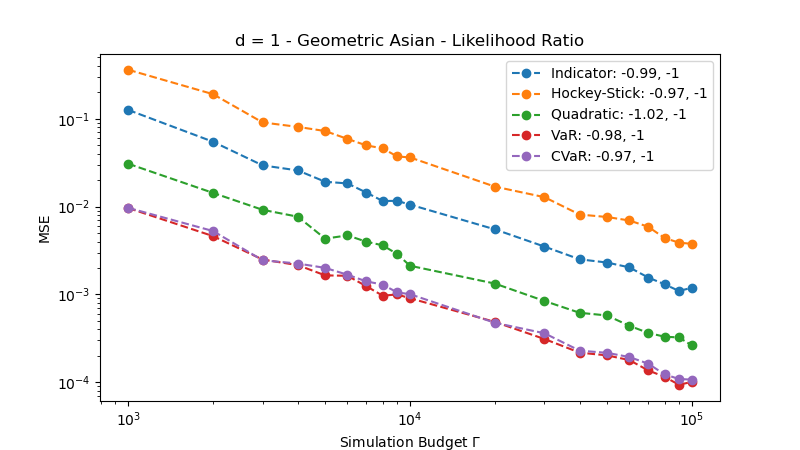 d = 1 - Geometric Asian - Likelihood Ratio
MSE
10⁻¹
10⁻²
10⁻³
10⁻⁴
Indicator: -0.99, -1
Hockey-Stick: -0.97, -1
Quadratic: -1.02, -1
VaR: -0.98, -1
CVaR: -0.97, -1
10³
10⁴
10⁵
Simulation Budget Γ